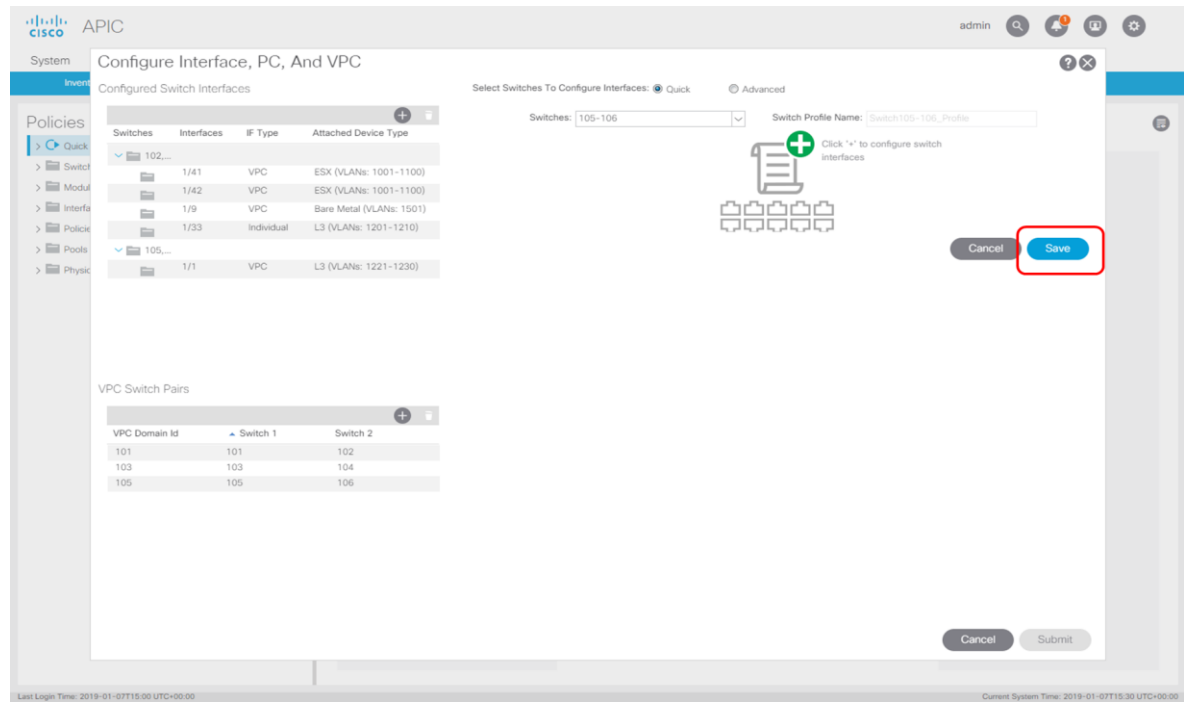 CISCO APIC
admin
1
System
Invent
Configure Interface, PC, And VPC
Configured Switch Interfaces
Select Switches To Configure Interfaces: Quick Advanced
Switches: 105-106
Switch Profile Name: Switch105-106_Profile
Click '+' to configure switch
interfaces
Cancel Save
Policies
Quick
Switch
Modul
Interfa
Policie
Pools
Physic
Switches Interfaces IF Type Attached Device Type
102,...
1/41 VPC ESX (VLANs: 1001-1100)
1/42 VPC ESX (VLANs: 1001-1100)
1/9 VPC Bare Metal (VLANs: 1501)
1/33 Individual L3 (VLANs: 1201-1210)
105,...
1/1 VPC L3 (VLANs: 1221-1230)
VPC Switch Pairs
VPC Domain Id Switch 1 Switch 2
101 101 102
103 103 104
105 105 106
Cancel Submit
Last Login Time: 2019-01-07T15:00 UTC+00:00
Current System Time: 2019-01-07T15:30 UTC+00:00